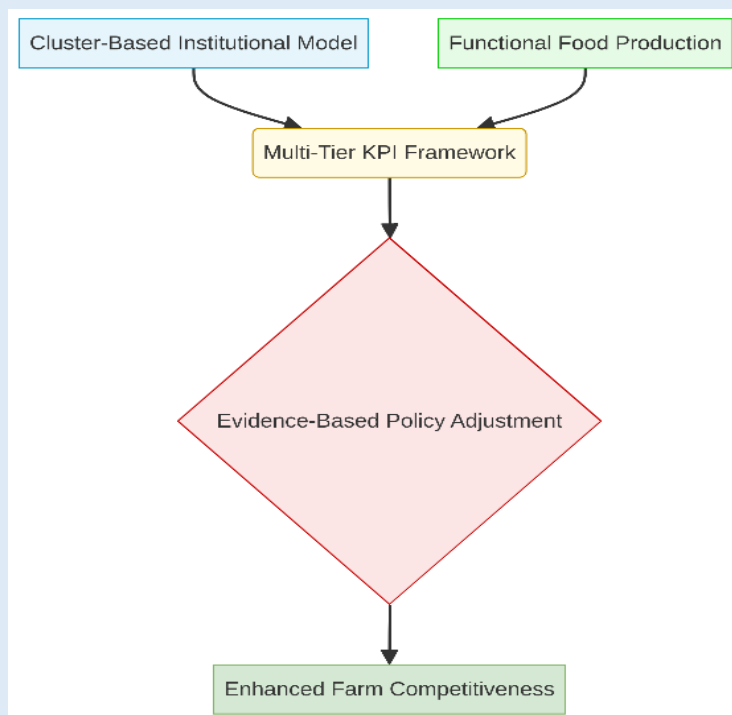 Cluster-Based Institutional Model
Functional Food Production
Multi-Tier KPI Framework
Evidence-Based Policy Adjustment
Enhanced Farm Competitiveness